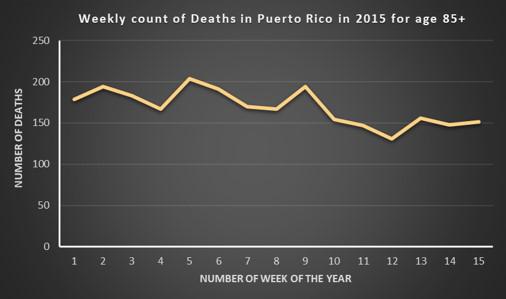 Weekly count of Deaths in Puerto Rico in 2015 for age 85+
250
200
150
100
50
0
NUMBER OF DEATHS
1 2 3 4 5 6 7 8 9 10 11 12 13 14 15
NUMBER OF WEEK OF THE YEAR